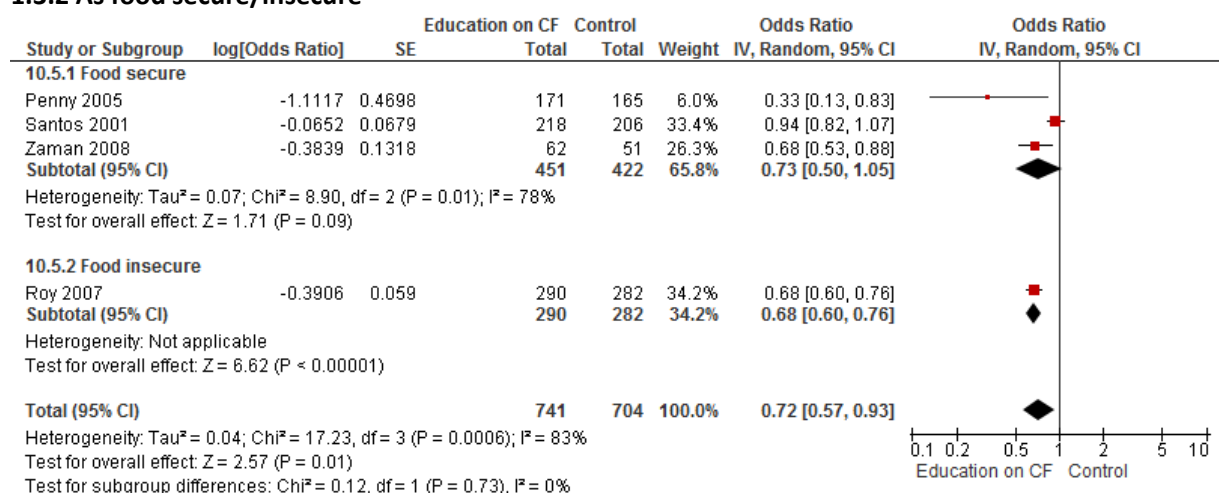 1.5.2 As food secure/insecure
Education on CF Control Odds Ratio Odds Ratio
Study or Subgroup log[Odds Ratio] SE Total Total Weight IV, Random, 95% CI IV, Random, 95% CI
10.5.1 Food secure
Penny 2005 -1.1117 0.4698 171 165 6.0% 0.33 [0.13, 0.83]
Santos 2001 -0.0652 0.0679 218 206 33.4% 0.94 [0.82, 1.07]
Zaman 2008 -0.3839 0.1318 62 51 26.3% 0.68 [0.53, 0.88]
Subtotal (95% CI) 451 422 65.8% 0.73 [0.50, 1.05]
Heterogeneity: Tau² = 0.07; Chi² = 8.90, df = 2 (P = 0.01); I² = 78%
Test for overall effect: Z = 1.71 (P = 0.09)
10.5.2 Food insecure
Roy 2007 -0.3906 0.059 290 282 34.2% 0.68 [0.60, 0.76]
Subtotal (95% CI) 290 282 34.2% 0.68 [0.60, 0.76]
Heterogeneity: Not applicable
Test for overall effect: Z = 6.62 (P < 0.00001)
Total (95% CI) 741 704 100.0% 0.72 [0.57, 0.93]
Heterogeneity: Tau² = 0.04; Chi² = 17.23, df = 3 (P = 0.0006); I² = 83%
Test for overall effect: Z = 2.57 (P = 0.01)
Test for subgroup differences: Chi² = 0.12, df = 1 (P = 0.73), I² = 0%
0.1 0.2 0.5 1 2 5 10
Education on CF Control